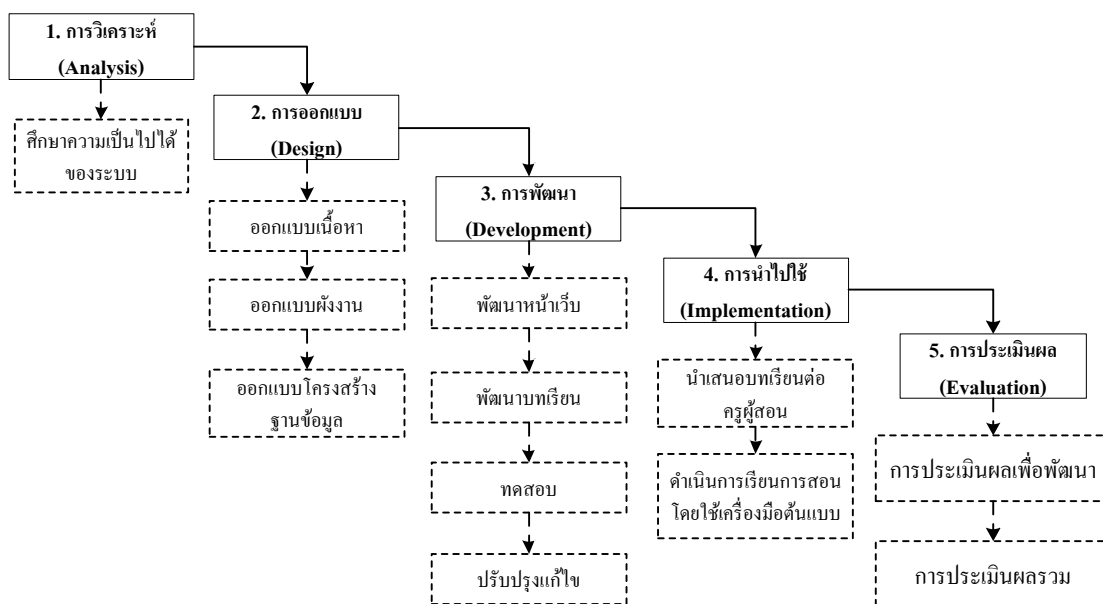 1. การวิเคราะห์
(Analysis)
ศึกษาความเป็นไปได้
ของระบบ
2. การออกแบบ
(Design)
ออกแบบเนื้อหา
ออกแบบผังงาน
ออกแบบโครงสร้าง
ฐานข้อมูล
3. การพัฒนา
(Development)
พัฒนาหน้าเว็บ
พัฒนาบทเรียน
ทดสอบ
ปรับปรุงแก้ไข
4. การนำไปใช้
(Implementation)
นำเสนอบทเรียนต่อ
ครูผู้สอน
ดำเนินการเรียนการสอน
โดยใช้เครื่องมือต้นแบบ
5. การประเมินผล
(Evaluation)
การประเมินผลเพื่อพัฒนา
การประเมินผลรวม